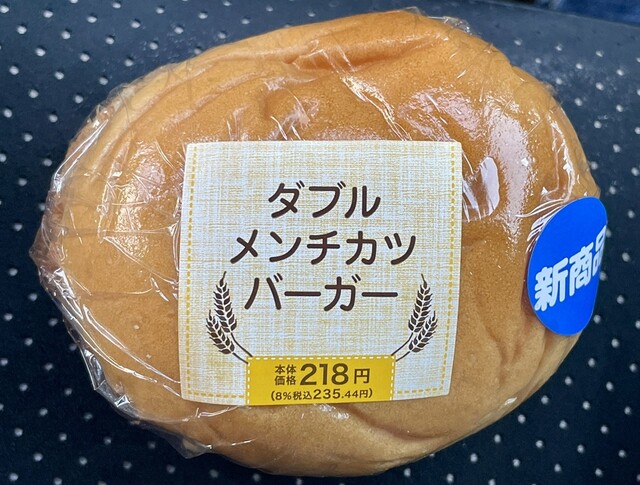 ダブル
メンチカツ
バーガー
本体価格 218円
(8%税込235.44円)
新商品